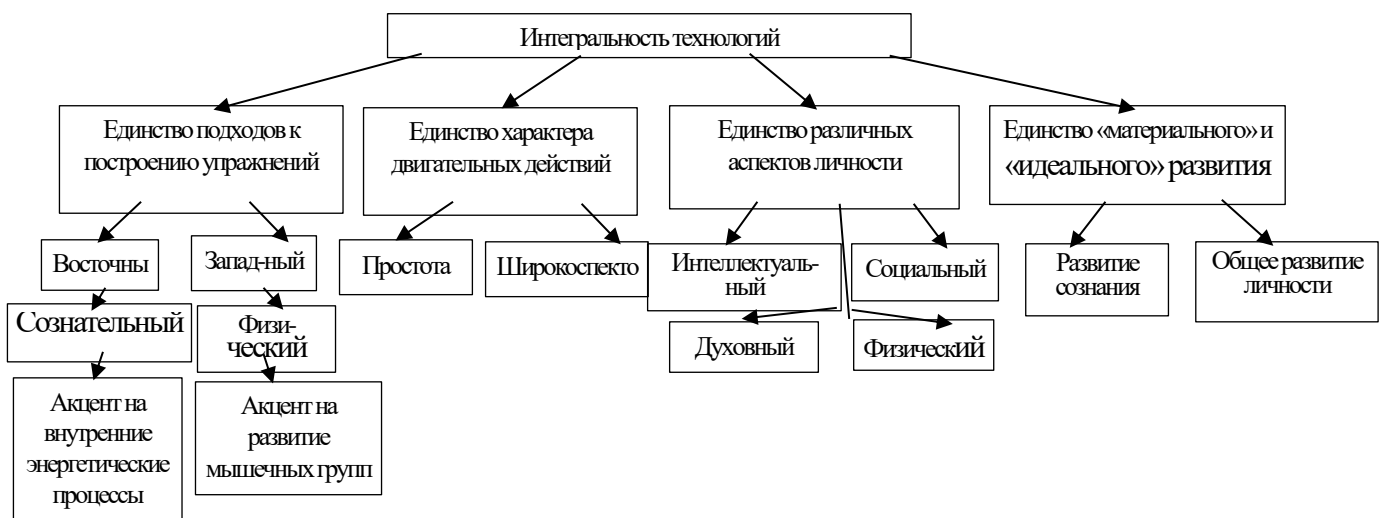 Интегральность технологий
Единство подходов к
построению упражнений
Единство характера
двигательных действий
Единство различных
аспектов личности
Единство «материального» и
«идеального» развития
Восточны
Запад-ный
Простота
Широкоспекто
Интеллектуаль-
ный
Социальный
Развитие
сознания
Общее развитие
личности
Сознательный
Физи-
ческий
Духовный
Физический
Акцент на
внутренние
энергетические
процессы
Акцент на
развитие
мышечных групп